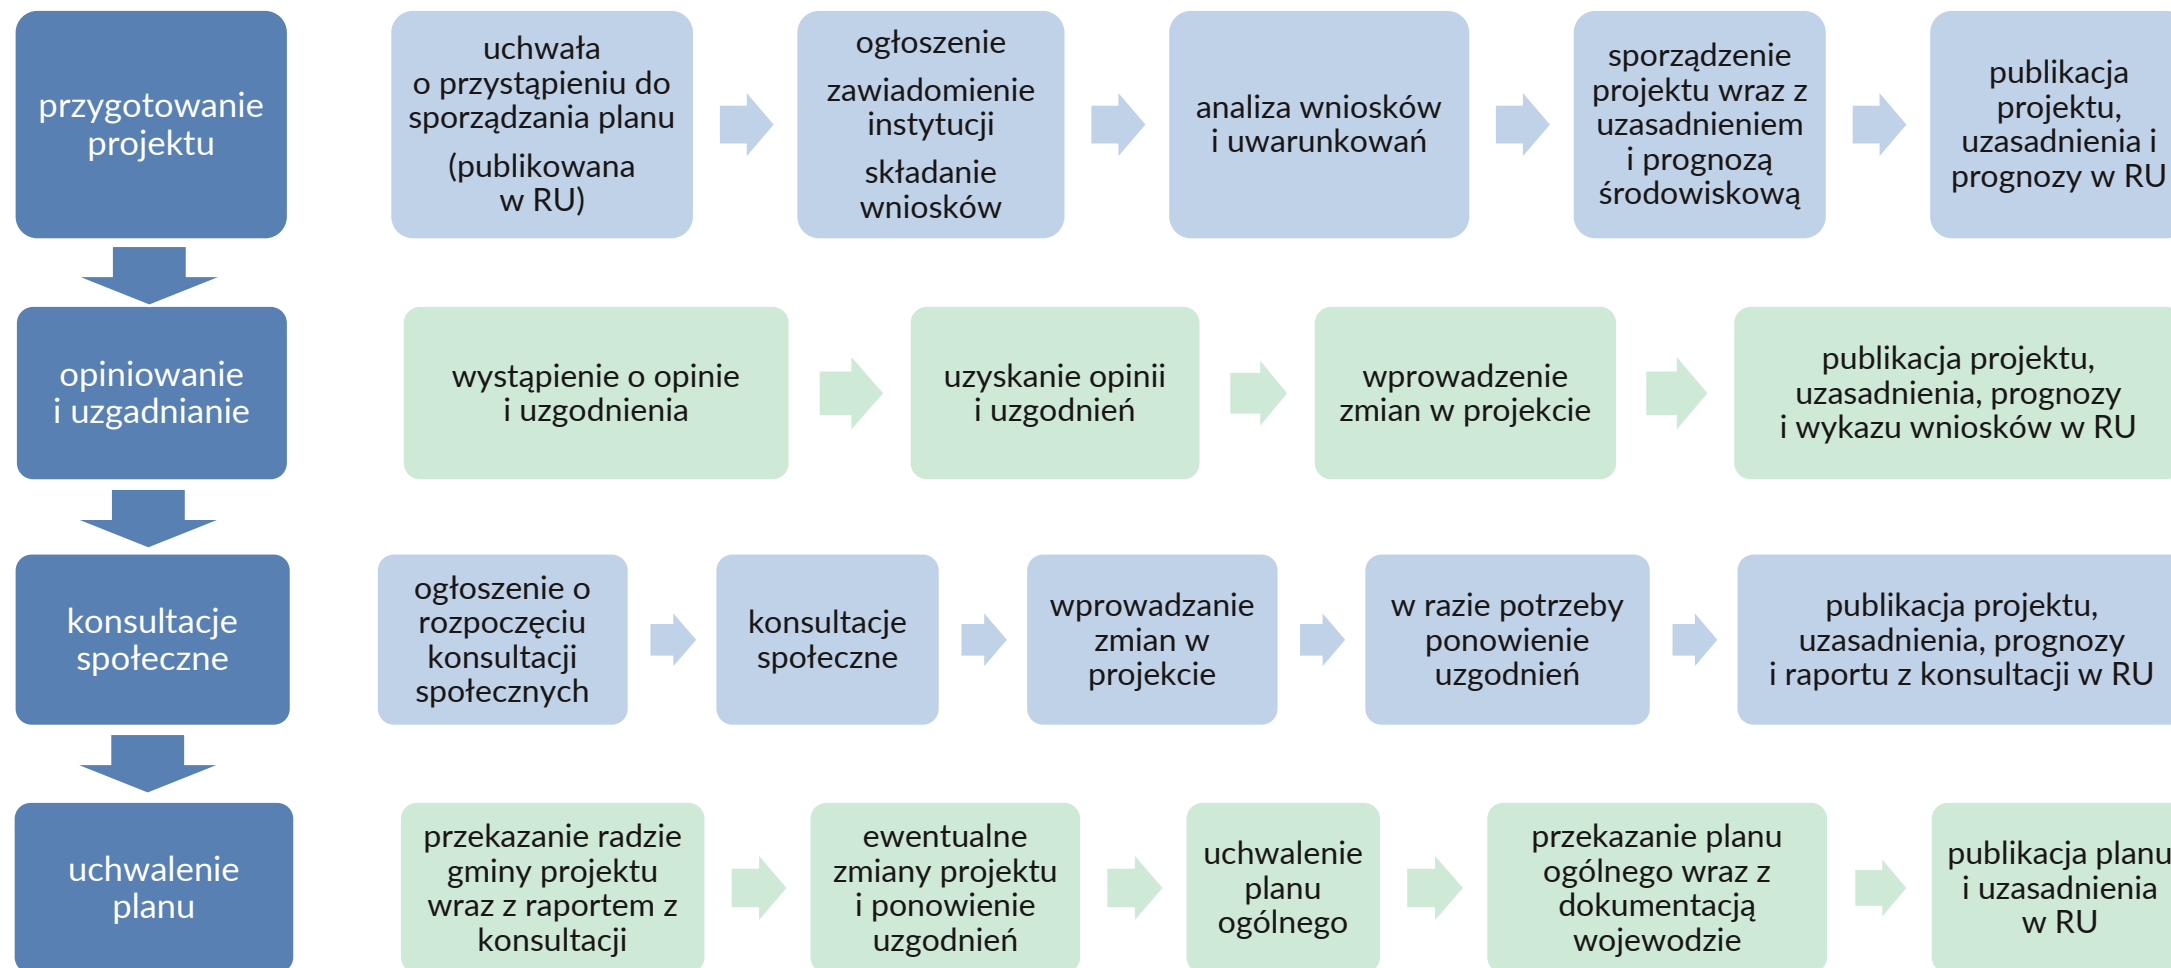 przygotowanie
projektu
uchwała
o przystąpieniu do
sporządzania planu
(publikowana
w RU)
ogłoszenie
zawiadomienie
instytucji
składanie
wniosków
analiza wniosków
i uwarunkowań
sporządzenie
projektu wraz z
uzasadnieniem
i prognozą
środowiskową
publikacja
projektu,
uzasadnienia i
prognozy w RU
opiniowanie
i uzgadnianie
wystąpienie o opinie
i uzgodnienia
uzyskanie opinii
i uzgodnień
wprowadzenie
zmian w projekcie
publikacja projektu,
uzasadnienia, prognozy
i wykazu wniosków w RU
konsultacje
społeczne
ogłoszenie o
rozpoczęciu
konsultacji
społecznych
konsultacje
społeczne
wprowadzanie
zmian w
projekcie
w razie potrzeby
ponowienie
uzgodnień
publikacja projektu,
uzasadnienia, prognozy
i raportu z konsultacji w RU
uchwalenie
planu
przekazanie radzie
gminy projektu
wraz z raportem z
konsultacji
ewentualne
zmiany projektu
i ponowienie
uzgodnień
uchwalenie
planu
ogólnego
przekazanie planu
ogólnego wraz z
dokumentacją
wojewodzie
publikacja planu
i uzasadnienia
w RU